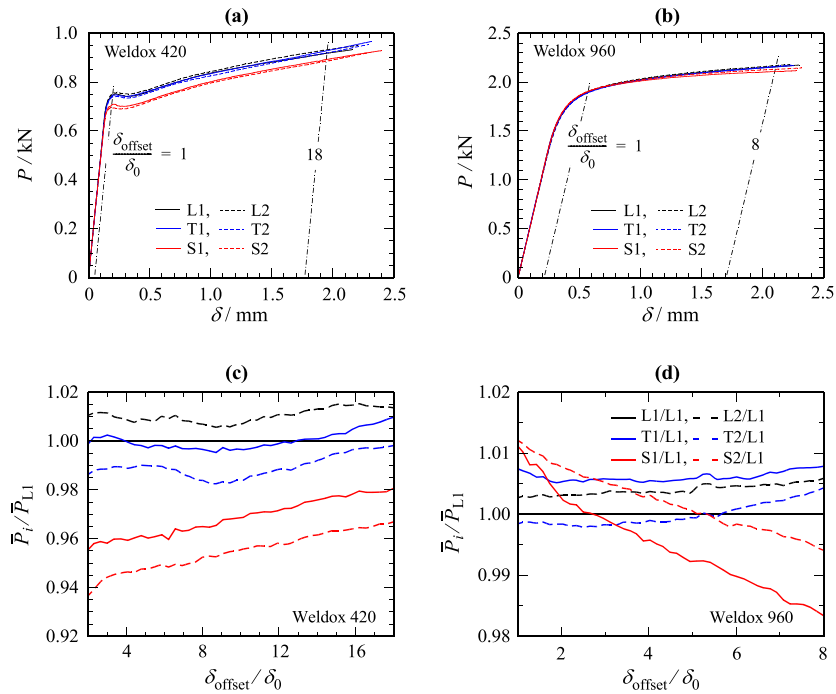 (a)
Weldox 420
1.0
0.8
0.6
0.4
0.2
0
P / kN
δoffset
δ0
= 1
18
L1, L2
T1, T2
S1, S2
0 0.5 1.0 1.5 2.0 2.5
δ / mm
(b)
Weldox 960
2.5
2.0
1.5
1.0
0.5
0
P / kN
δoffset
δ0
= 1
8
L1, L2
T1, T2
S1, S2
0 0.5 1.0 1.5 2.0 2.5
δ / mm
(c)
1.02
1.00
0.98
0.96
0.94
0.92
P̅i / P̅L1
Weldox 420
4 8 12 16
δoffset / δ0
(d)
1.02
1.01
1.00
0.99
0.98
P̅i / P̅L1
L1/L1, L2/L1
T1/L1, T2/L1
S1/L1, S2/L1
Weldox 960
2 4 6 8
δoffset / δ0